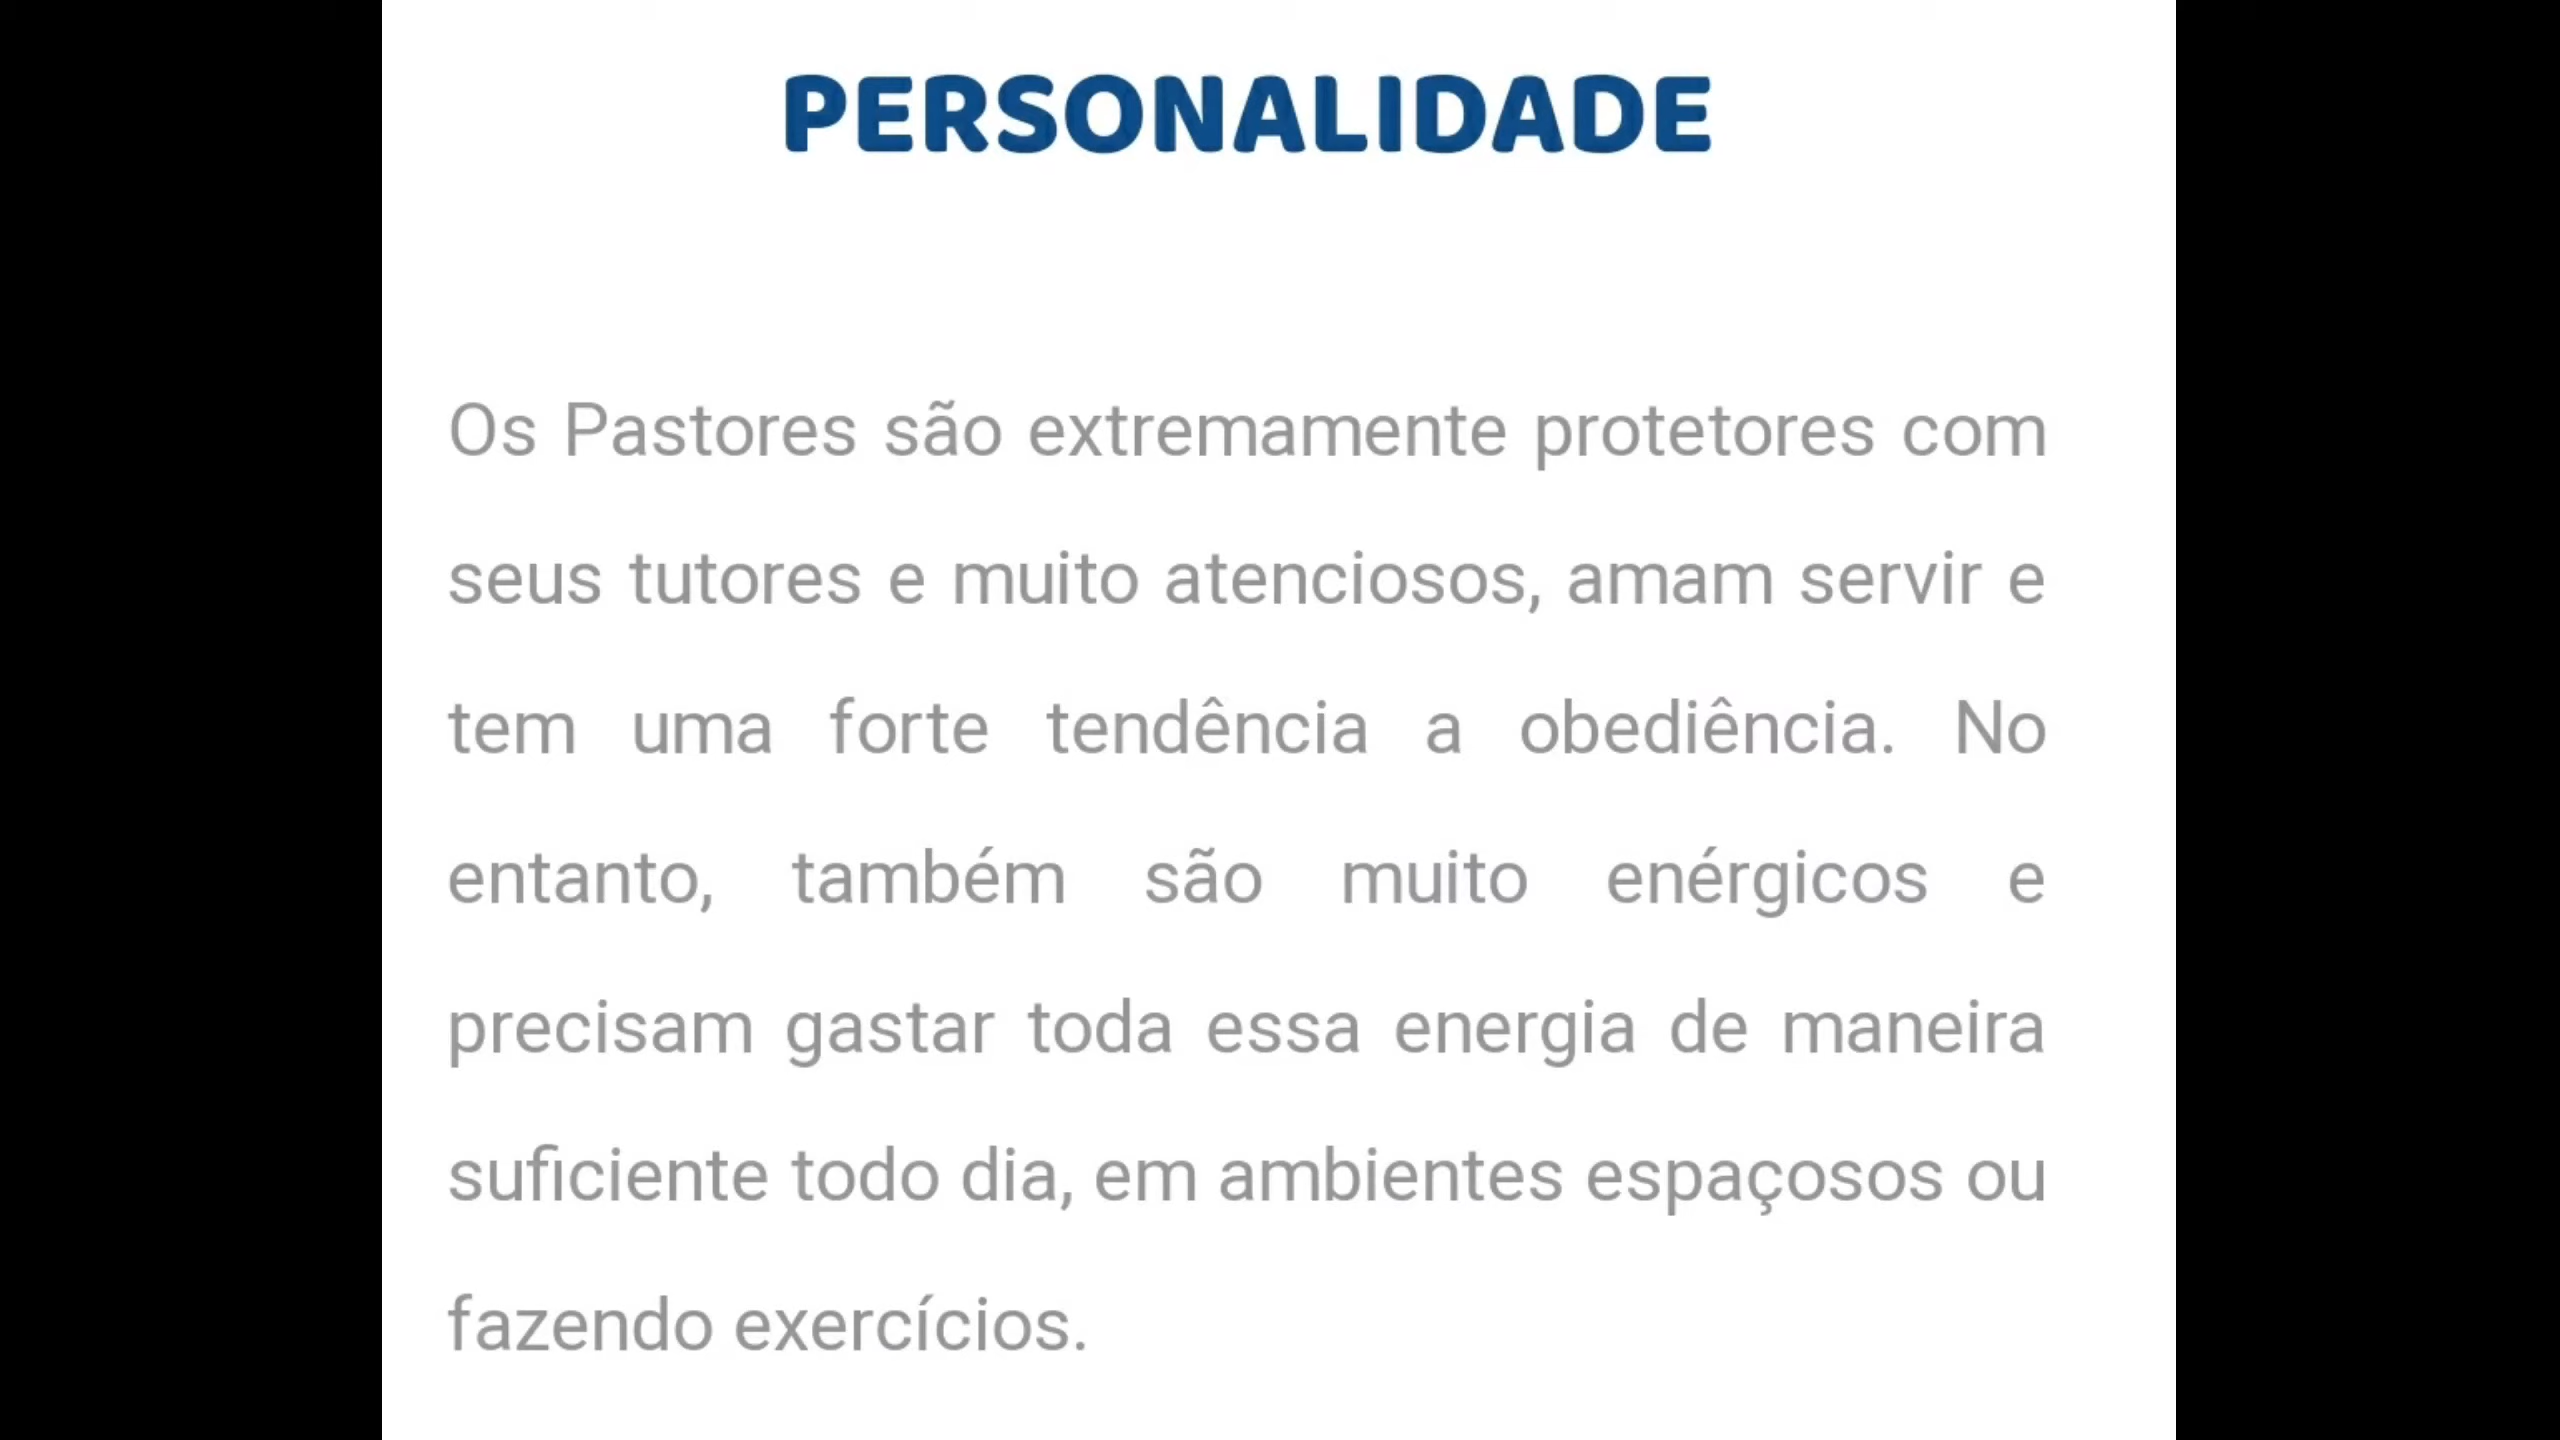 PERSONALIDADE
Os Pastores são extremamente protetores com
seus tutores e muito atenciosos, amam servir e
tem uma forte tendência a obediência. No
entanto, também são muito enérgicos e
precisam gastar toda essa energia de maneira
suficiente todo dia, em ambientes espaçosos ou
fazendo exercícios.